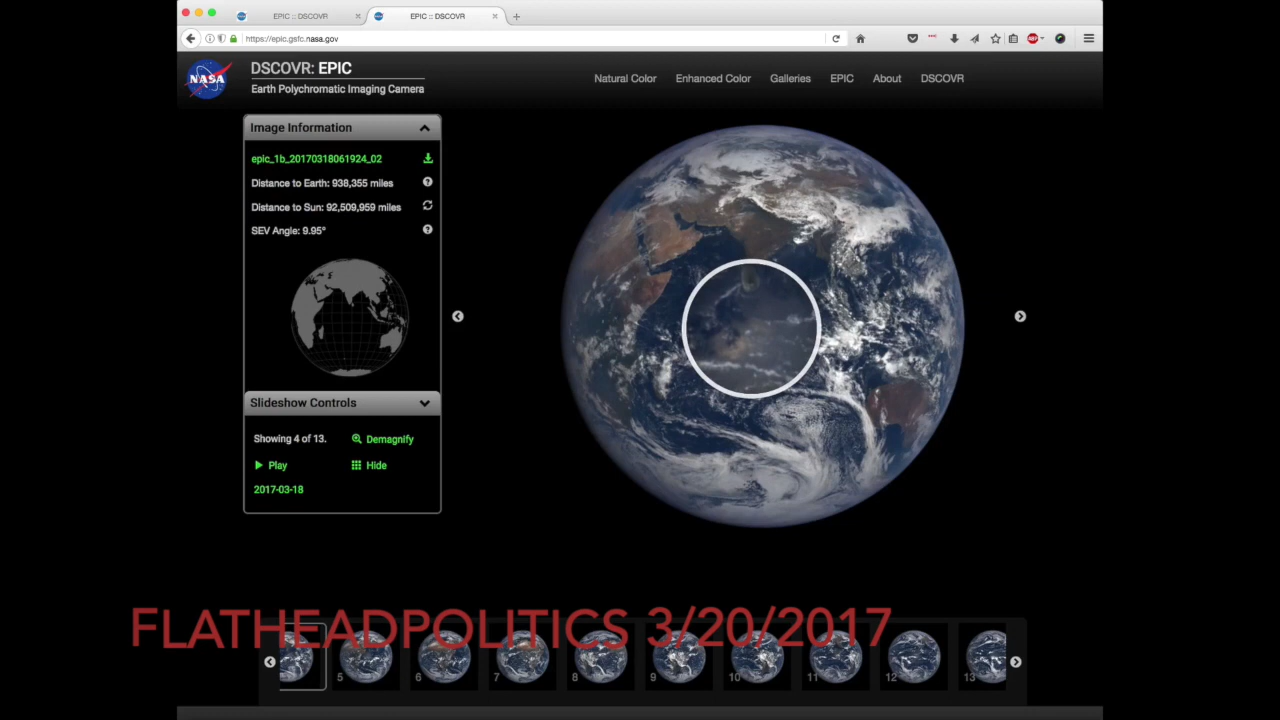 EPIC :: DSCOVR
EPIC :: DSCOVR
https://epic.gsfc.nasa.gov
ABP
NASA
DSCOVR: EPIC
Earth Polychromatic Imaging Camera
Natural Color Enhanced Color Galleries EPIC About DSCOVR
Image Information
epic_1b_20170318061924_02
Distance to Earth: 938,355 miles
Distance to Sun: 92,509,959 miles
SEV Angle: 9.95°
Slideshow Controls
Showing 4 of 13. Demagnify
Play Hide
2017-03-18
FLATHEADPOLITICS 3/20/2017
5 6 7 8 9 10 11 12 13